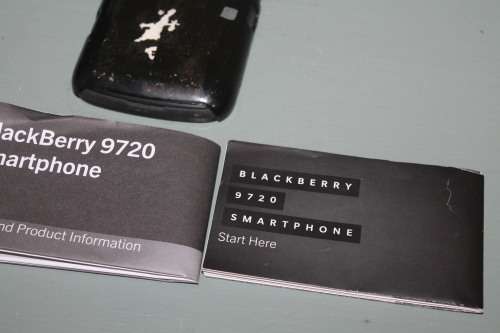 lackBerry 9720
martphone
nd Product Information
BLACKBERRY
9720
SMARTPHONE
Start Here